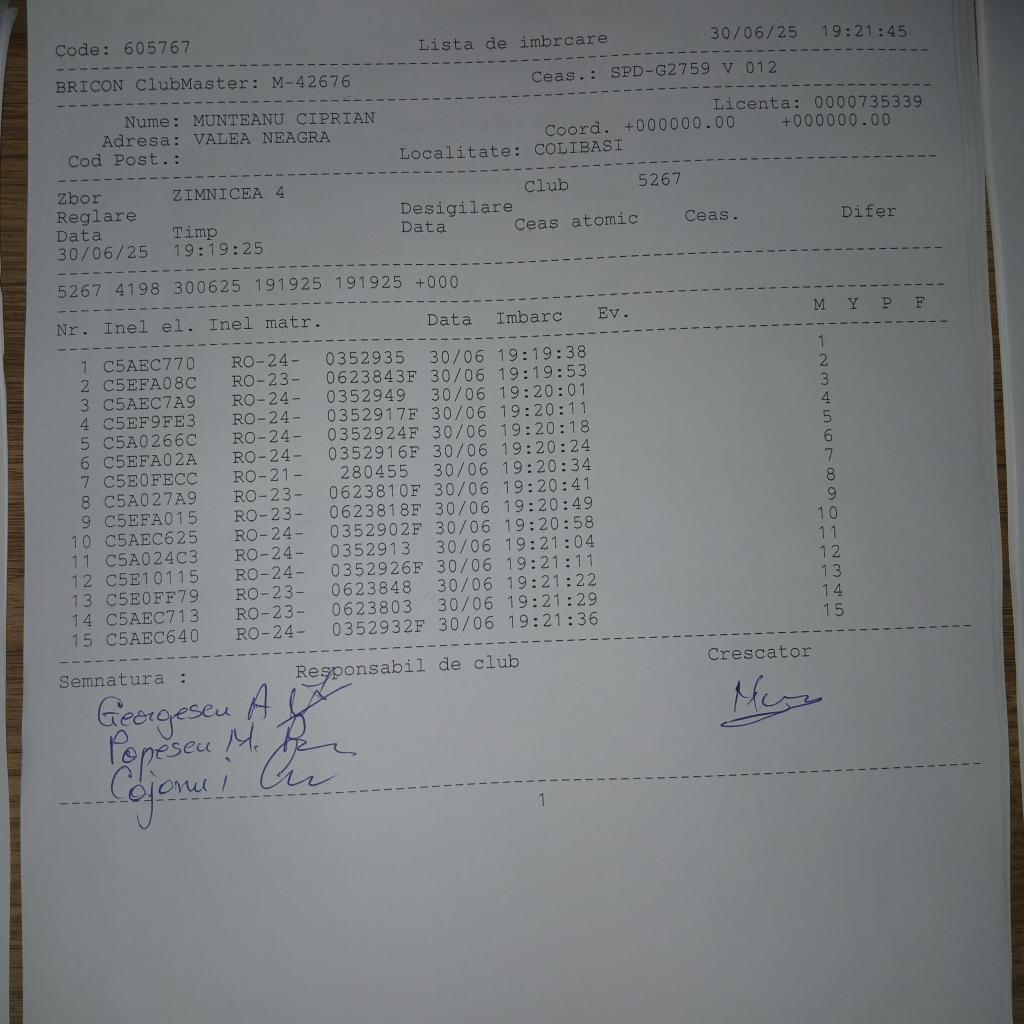 Code: 605767 Lista de imbrcare 30/06/25 19:21:45
BRICON ClubMaster: M-42676 Ceas.: SPD-G2759 V 012
Licenta: 0000735339
Nume: MUNTEANU CIPRIAN
Adresa: VALEA NEAGRA Coord. +000000.00 +000000.00
Cod Post.: Localitate: COLIBASI
Zbor ZIMNICEA 4 Club 5267
Reglare Desigilare
Data Timp Data Ceas atomic Ceas. Difer
30/06/25 19:19:25
5267 4198 300625 191925 191925 +000
Nr. Inel el. Inel matr. Data Imbarc Ev. M Y P F
1 C5AEC770 RO-24- 0352935 30/06 19:19:38 1
2 C5EFA08C RO-23- 0623843F 30/06 19:19:53 2
3 C5AEC7A9 RO-24- 0352949 30/06 19:20:01 3
4 C5EF9FE3 RO-24- 0352917F 30/06 19:20:11 4
5 C5A0266C RO-24- 0352924F 30/06 19:20:18 5
6 C5EFA02A RO-24- 0352916F 30/06 19:20:24 6
7 C5E0FECC RO-21- 280455 30/06 19:20:34 7
8 C5A027A9 RO-23- 0623810F 30/06 19:20:41 8
9 C5EFA015 RO-23- 0623818F 30/06 19:20:49 9
10 C5AEC625 RO-24- 0352902F 30/06 19:20:58 10
11 C5A024C3 RO-24- 0352913 30/06 19:21:04 11
12 C5E10115 RO-24- 0352926F 30/06 19:21:11 12
13 C5E0FF79 RO-23- 0623848 30/06 19:21:22 13
14 C5AEC713 RO-23- 0623803 30/06 19:21:29 14
15 C5AEC640 RO-24- 0352932F 30/06 19:21:36 15
Semnatura : Responsabil de club Crescator
Georgescu A
Popescu M.
1